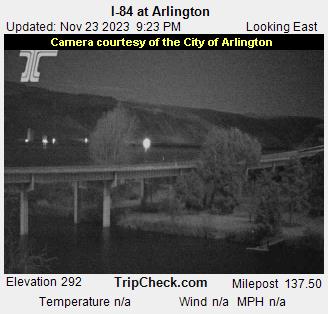 I-84 at Arlington
Updated: Nov 23 2023 9:23 PM Looking East
Camera courtesy of the City of Arlington
Elevation 292 TripCheck.com Milepost 137.50
Temperature n/a Wind n/a MPH n/a